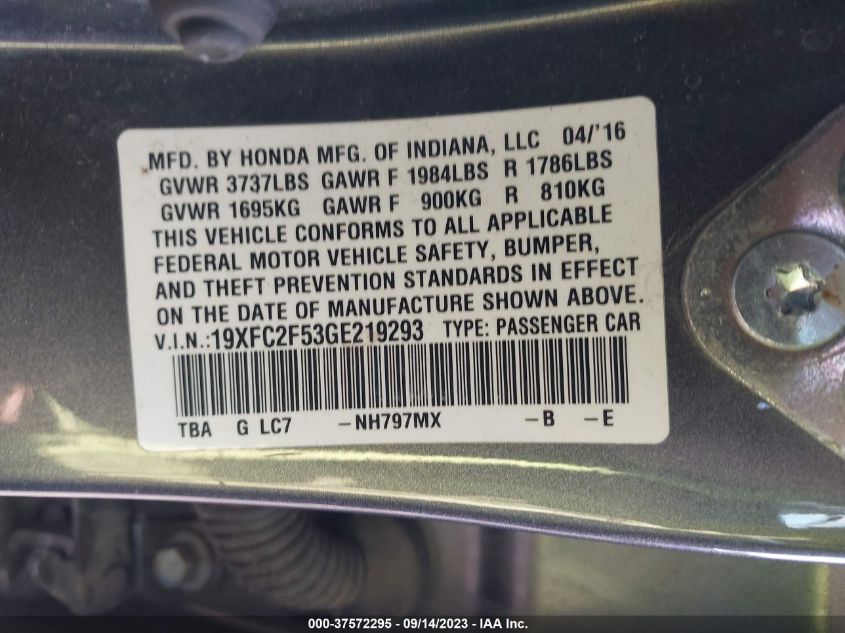 MFD. BY HONDA MFG. OF INDIANA, LLC 04/'16
GVWR 3737LBS GAWR F 1984LBS R 1786LBS
GVWR 1695KG GAWR F 900KG R 810KG
THIS VEHICLE CONFORMS TO ALL APPLICABLE
FEDERAL MOTOR VEHICLE SAFETY, BUMPER,
AND THEFT PREVENTION STANDARDS IN EFFECT
ON THE DATE OF MANUFACTURE SHOWN ABOVE.
V.I.N.:19XFC2F53GE219293 TYPE: PASSENGER CAR
TBA G LC7 -NH797MX -B -E
000-37572295 - 09/14/2023 - IAA Inc.